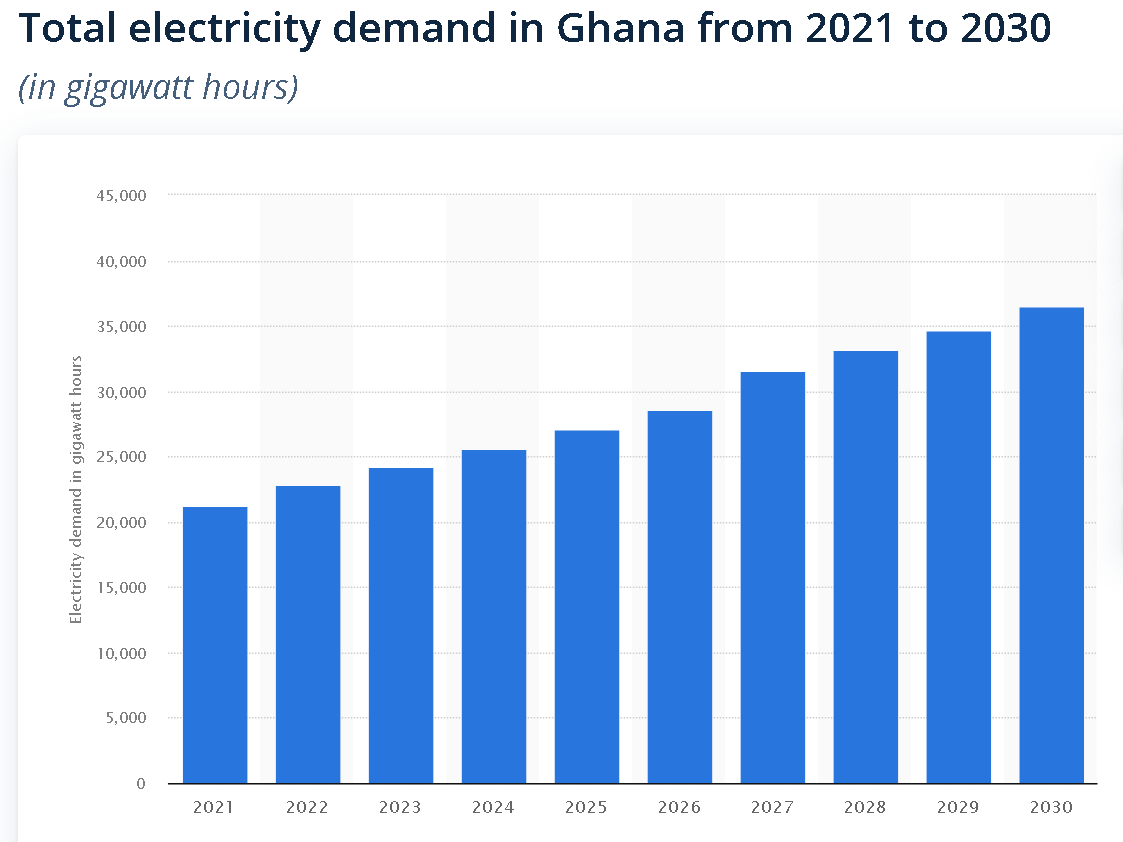 Total electricity demand in Ghana from 2021 to 2030
(in gigawatt hours)
45,000
40,000
35,000
30,000
25,000
20,000
15,000
10,000
5,000
0
Electricity demand in gigawatt hours
2021 2022 2023 2024 2025 2026 2027 2028 2029 2030